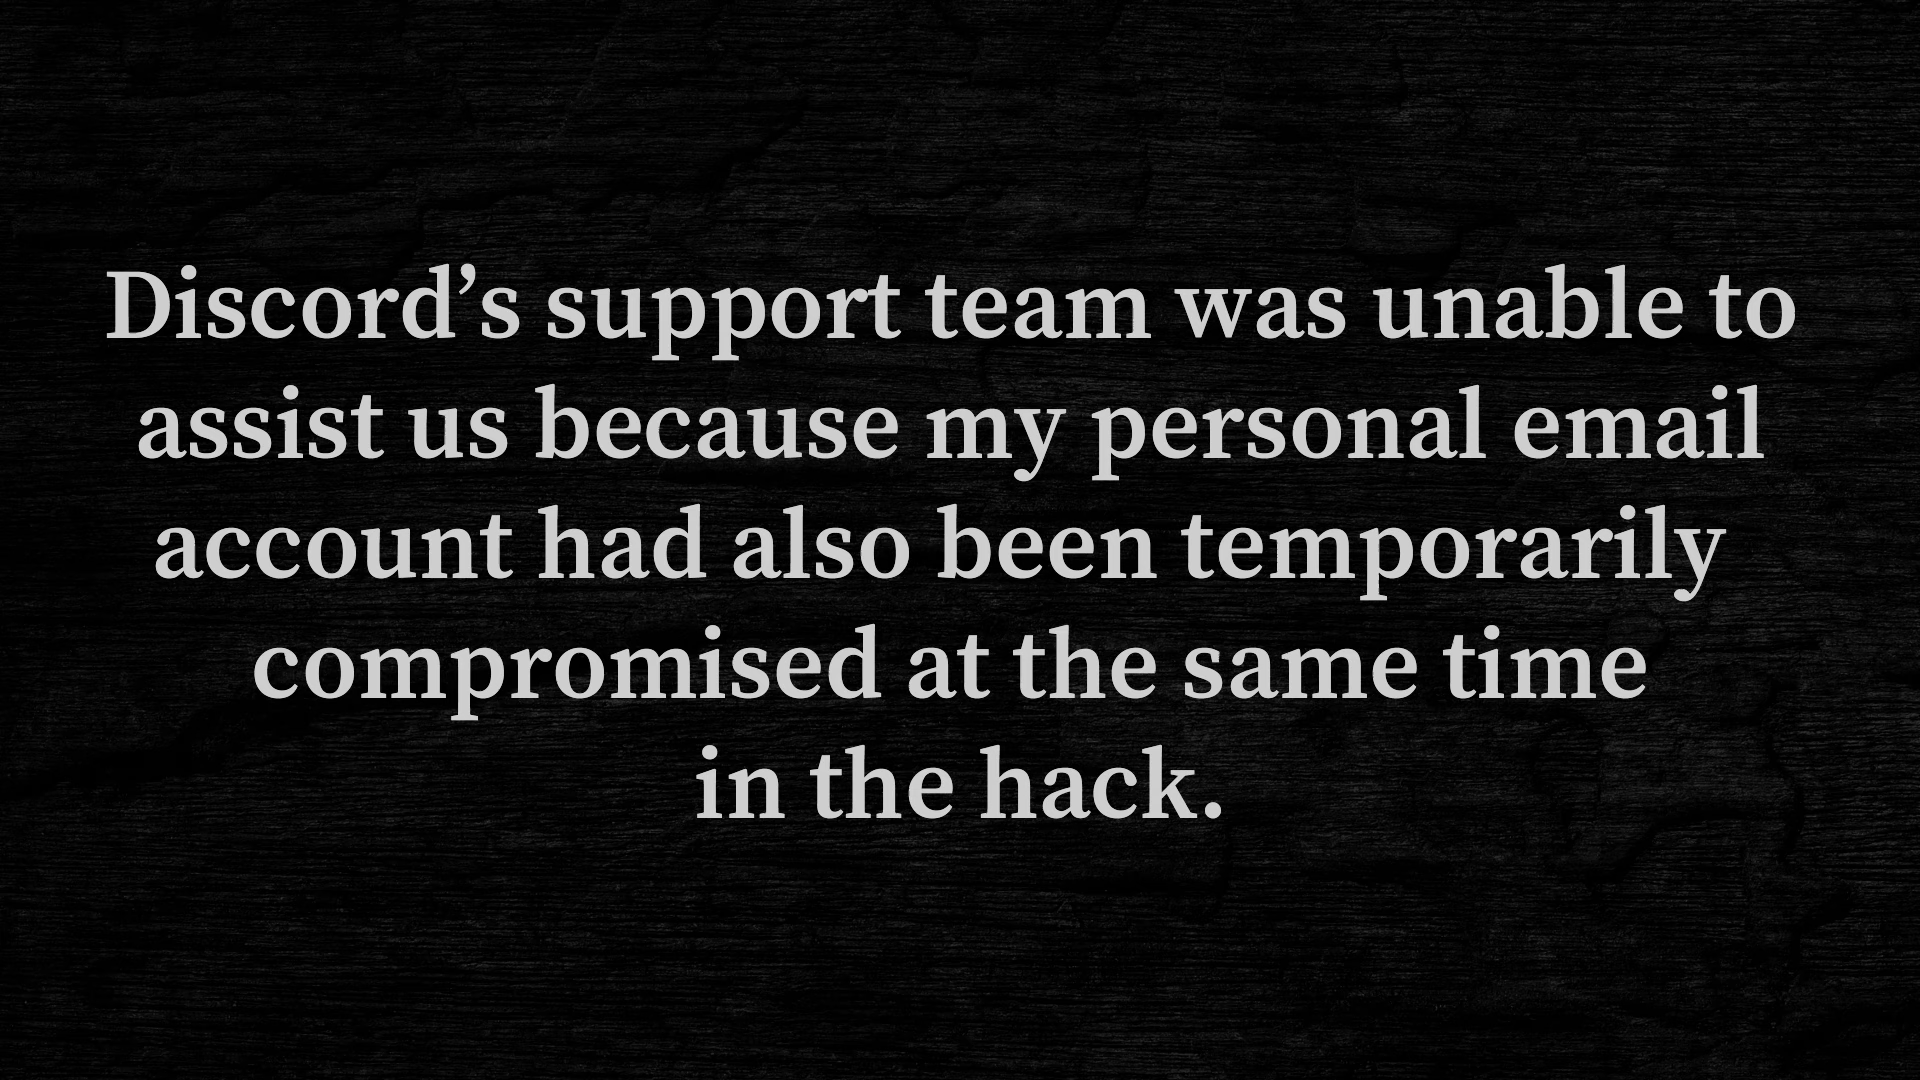 Discord’s support team was unable to
assist us because my personal email
account had also been temporarily
compromised at the same time
in the hack.